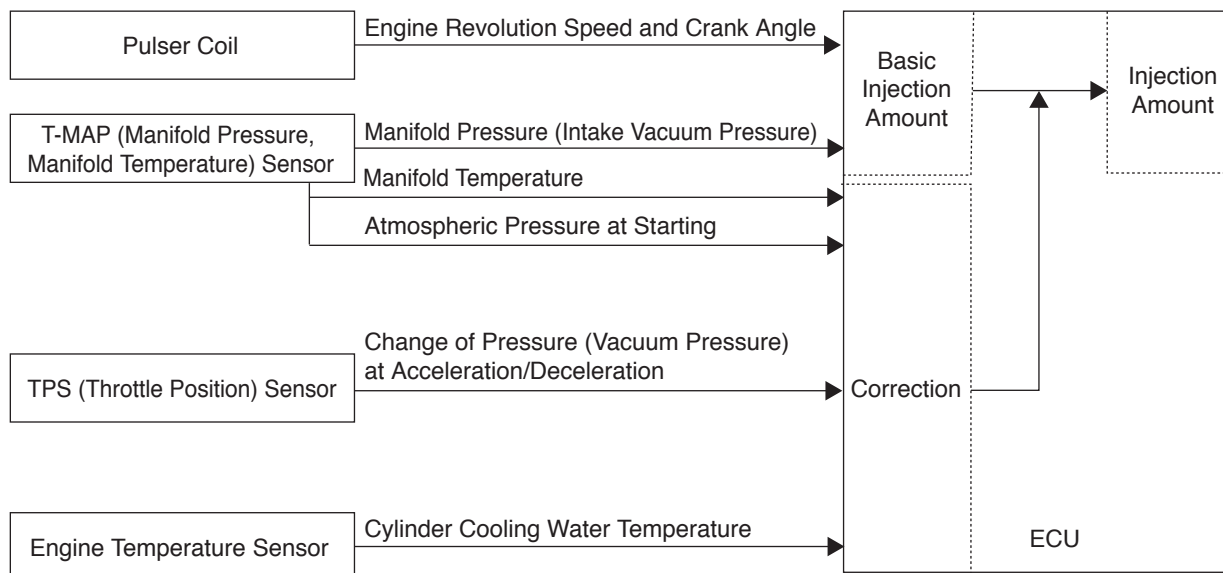 Pulser Coil
Engine Revolution Speed and Crank Angle
Basic
Injection
Amount
Injection
Amount
T-MAP (Manifold Pressure,
Manifold Temperature) Sensor
Manifold Pressure (Intake Vacuum Pressure)
Manifold Temperature
Atmospheric Pressure at Starting
TPS (Throttle Position) Sensor
Change of Pressure (Vacuum Pressure)
at Acceleration/Deceleration
Correction
Engine Temperature Sensor
Cylinder Cooling Water Temperature
ECU